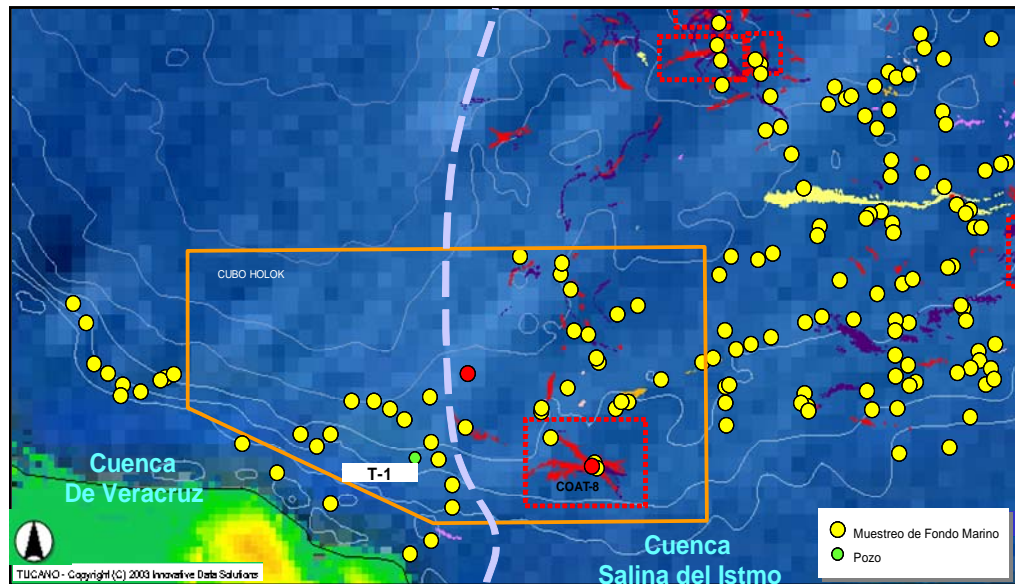 CUBO HOLOK
Cuenca
De Veracruz
T-1
COAT-8
Cuenca
Salina del Istmo
Muestreo de Fondo Marino
Pozo
TUCANO - Copyright (C) 2003 Innovative Data Solutions